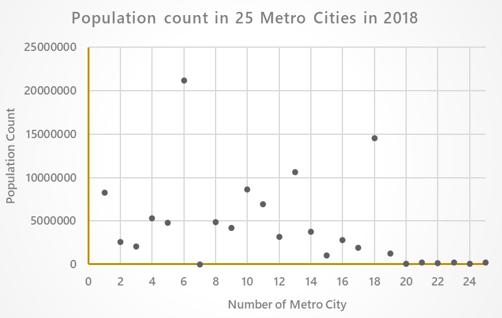 Population count in 25 Metro Cities in 2018
25000000
20000000
15000000
10000000
5000000
0
Population Count
0 2 4 6 8 10 12 14 16 18 20 22 24
Number of Metro City